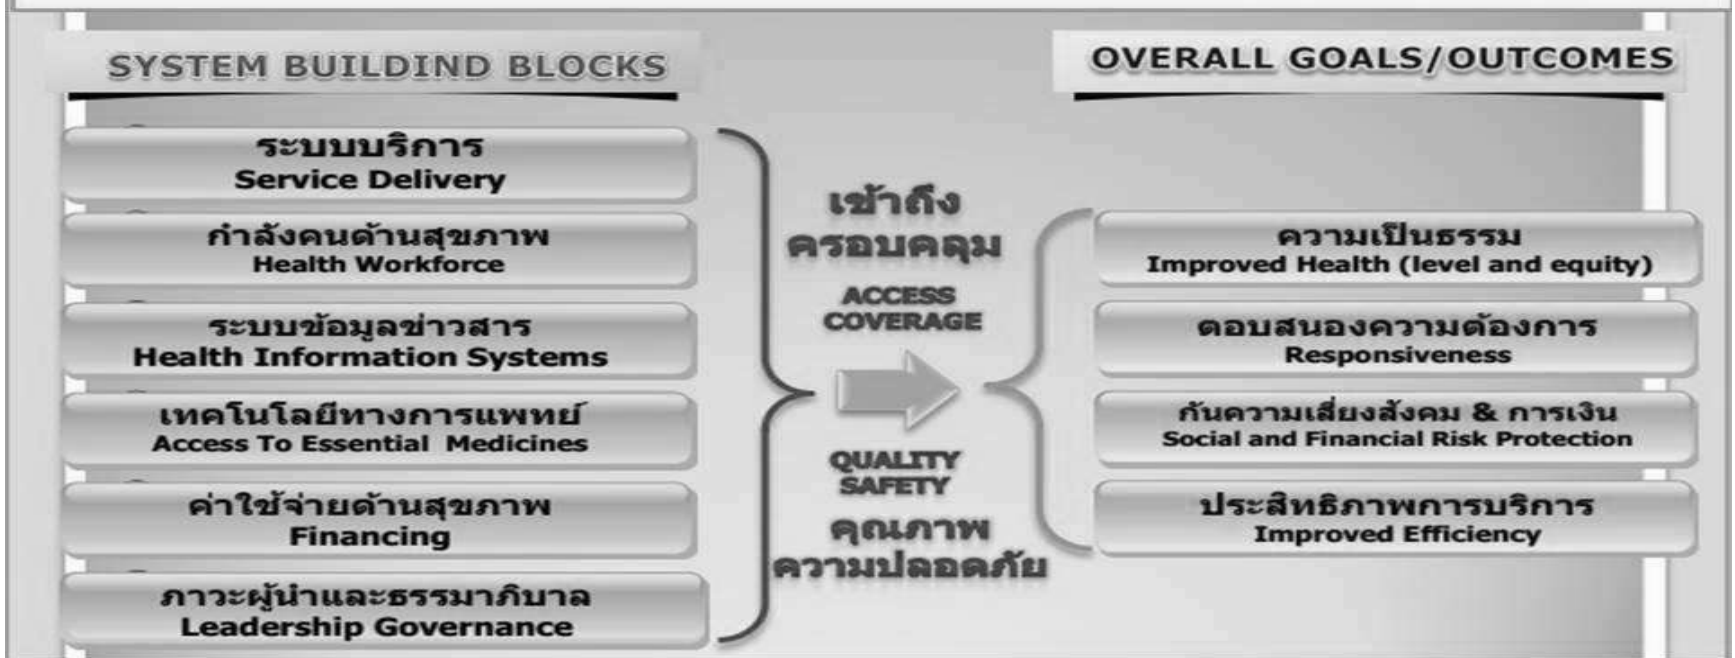 SYSTEM BUILDIND BLOCKS
ระบบบริการ
Service Delivery
กำลังคนด้านสุขภาพ
Health Workforce
ระบบข้อมูลข่าวสาร
Health Information Systems
เทคโนโลยีทางการแพทย์
Access To Essential Medicines
ค่าใช้จ่ายด้านสุขภาพ
Financing
ภาวะผู้นำและธรรมาภิบาล
Leadership Governance
เข้าถึง
ครอบคลุม
ACCESS
COVERAGE
QUALITY
SAFETY
คุณภาพ
ความปลอดภัย
OVERALL GOALS/OUTCOMES
ความเป็นธรรม
Improved Health (level and equity)
ตอบสนองความต้องการ
Responsiveness
กันความเสี่ยงสังคม & การเงิน
Social and Financial Risk Protection
ประสิทธิภาพการบริการ
Improved Efficiency